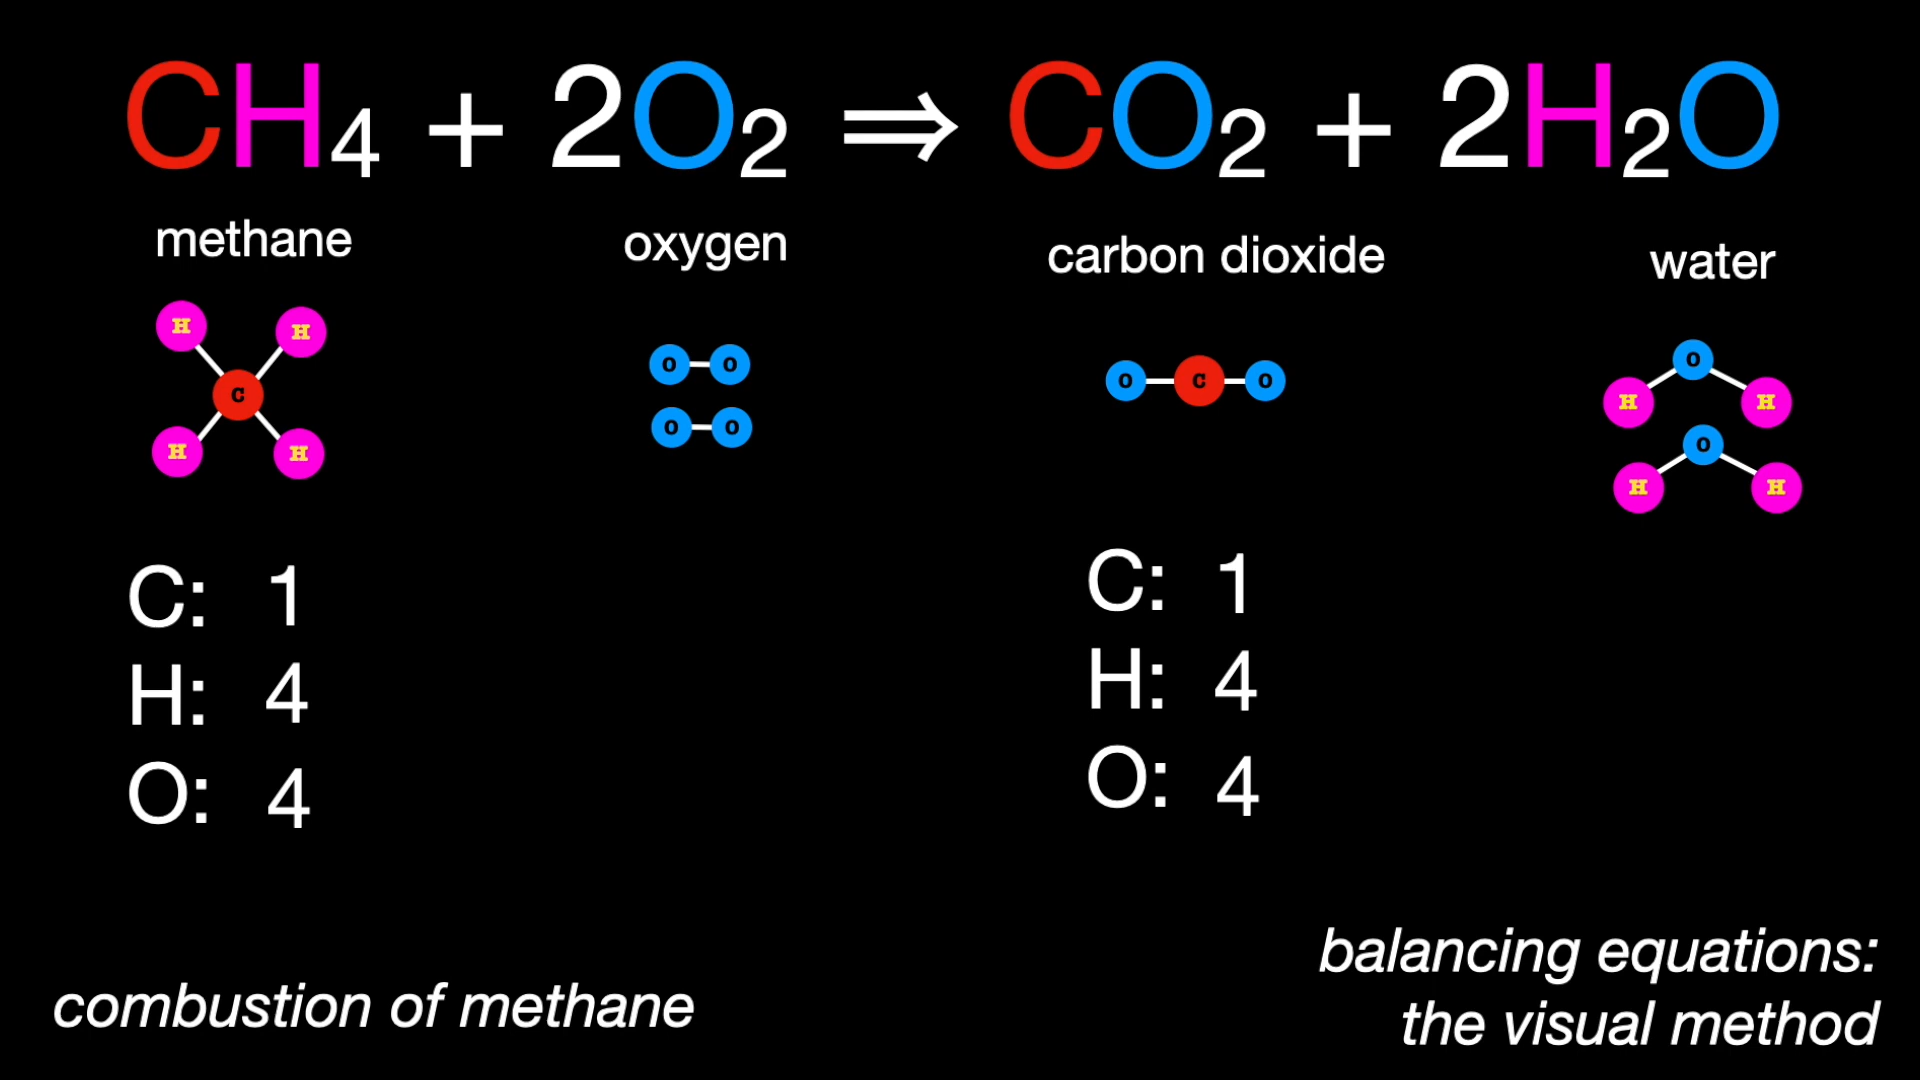 CH4 + 2O2 ⇒ CO2 + 2H2O
methane oxygen carbon dioxide water
H H O O O C O O
C H H
H H O O O
H H
C: 1 C: 1
H: 4 H: 4
O: 4 O: 4
combustion of methane
balancing equations:
the visual method